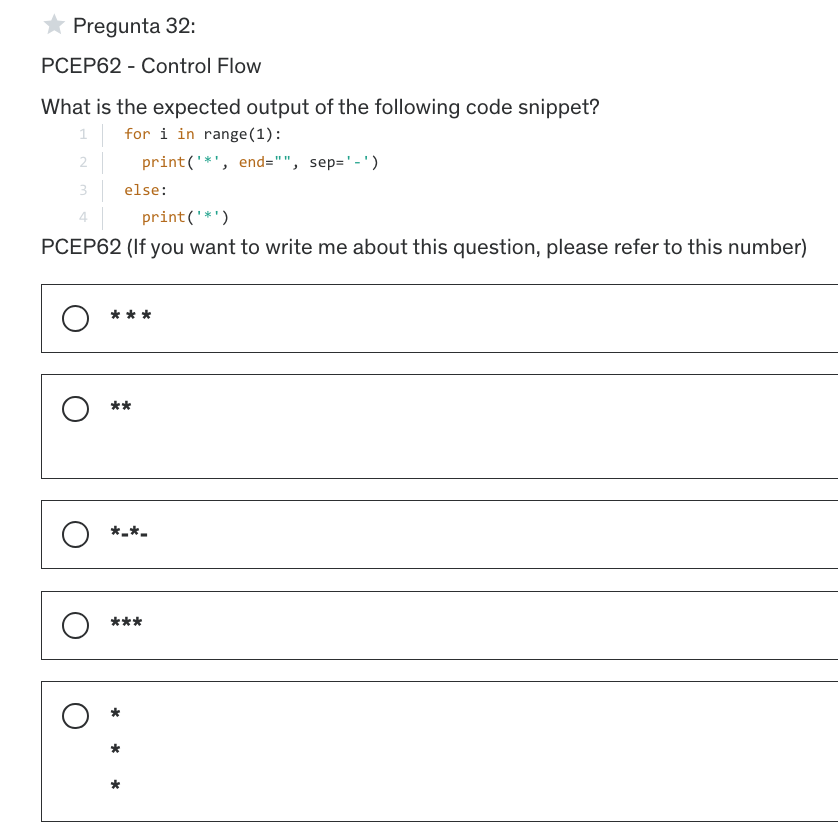 Pregunta 32:
PCEP62 - Control Flow
What is the expected output of the following code snippet?
1 for i in range(1):
2   print('*', end="", sep='-')
3 else:
4   print('*')
PCEP62 (If you want to write me about this question, please refer to this number)
* * *
**
*-*-
***
*
*
*